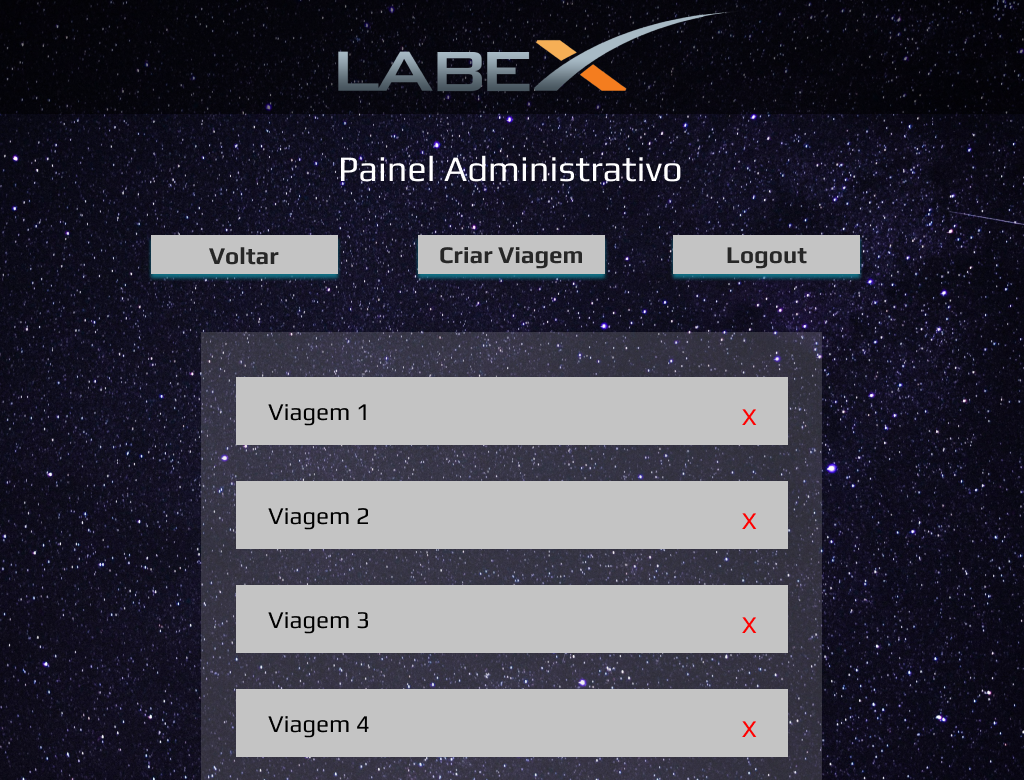 LABEX
Painel Administrativo
Voltar
Criar Viagem
Logout
Viagem 1
X
Viagem 2
X
Viagem 3
X
Viagem 4
X